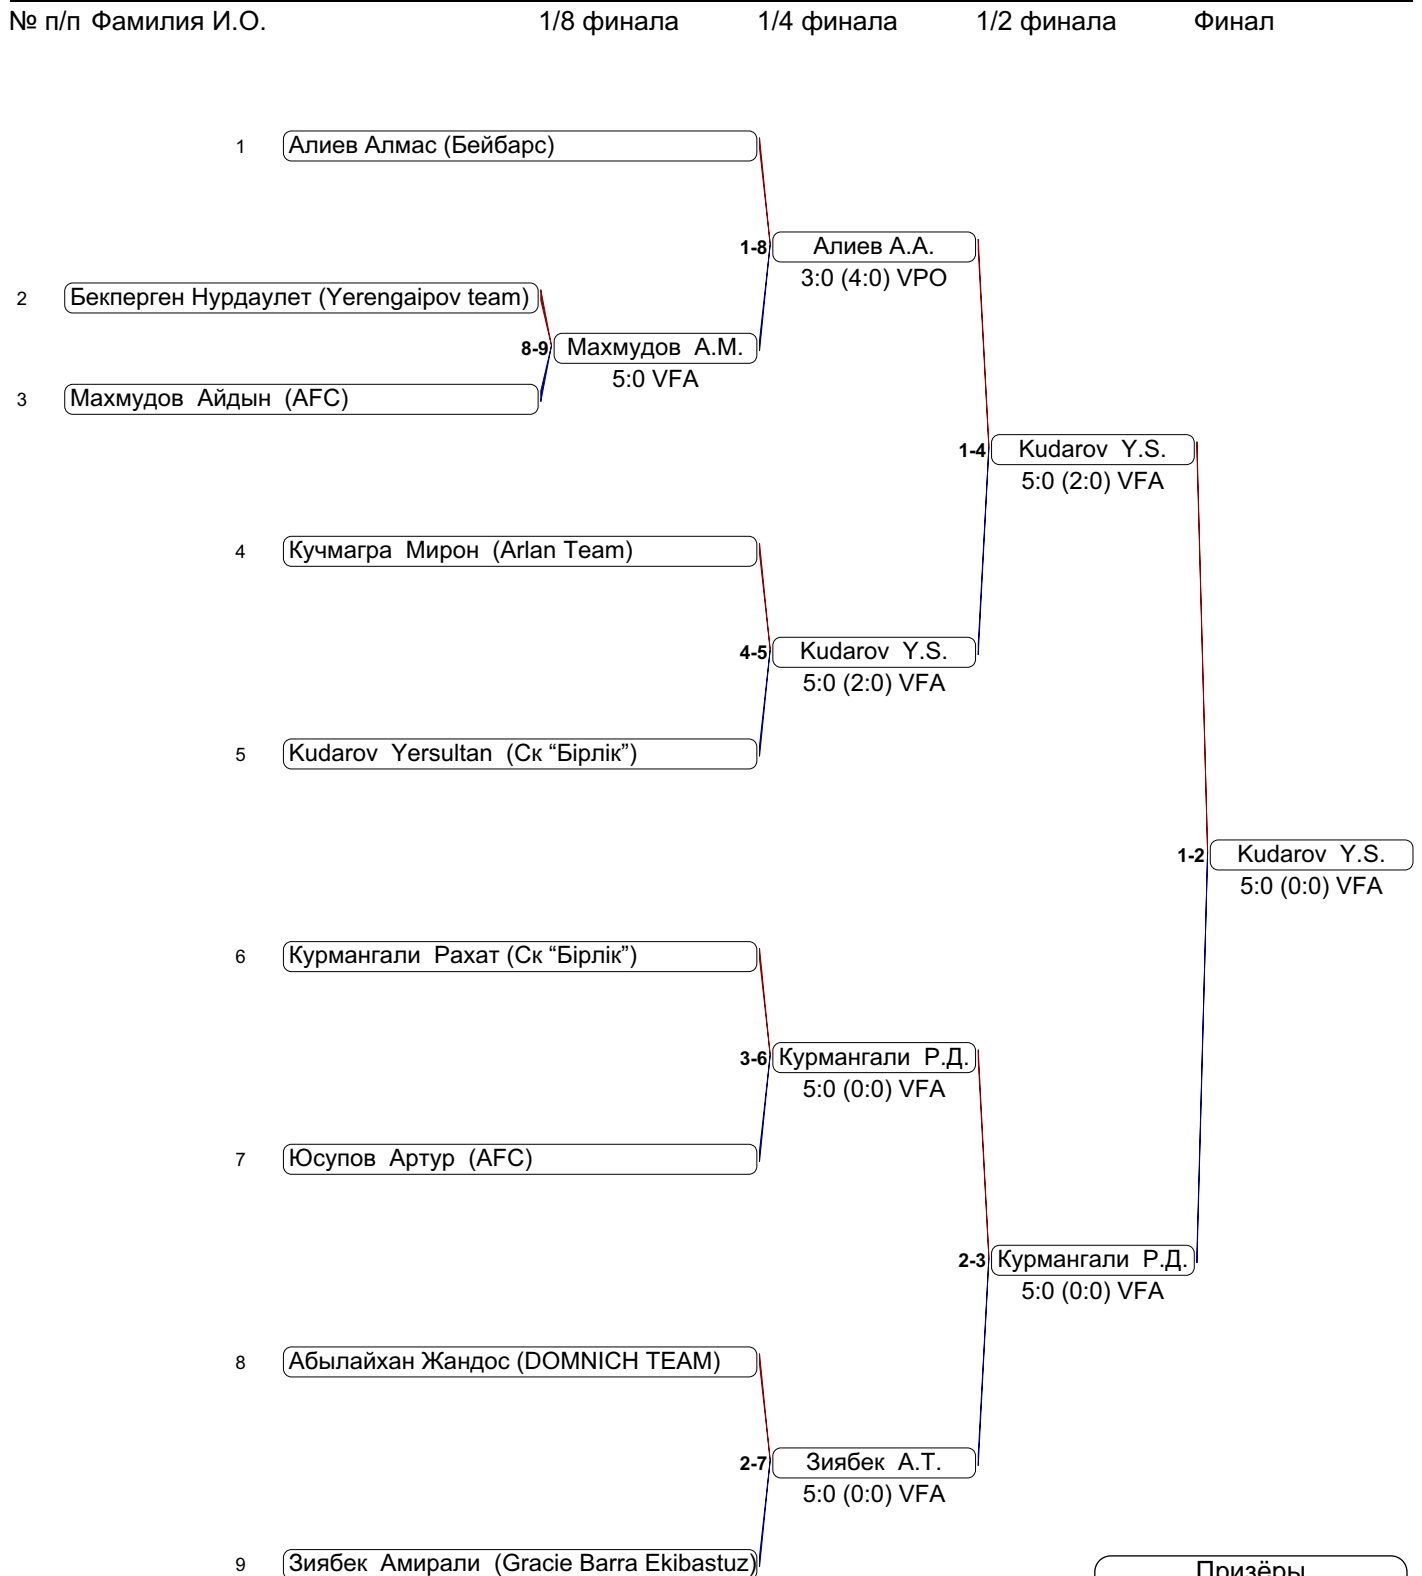 № п/п Фамилия И.О. 1/8 финала 1/4 финала 1/2 финала Финал
1 Алиев Алмас (Бейбарс)
1-8 Алиев А.А.
3:0 (4:0) VPO
2 Бекперген Нурдаулет (Yerengaipov team)
8-9 Махмудов А.М.
5:0 VFA
3 Махмудов Айдын (AFC)
1-4 Kudarov Y.S.
5:0 (2:0) VFA
4 Кучмагра Мирон (Arlan Team)
4-5 Kudarov Y.S.
5:0 (2:0) VFA
5 Kudarov Yersultan (Ск “Бірлік”)
1-2 Kudarov Y.S.
5:0 (0:0) VFA
6 Курмангали Рахат (Ск “Бірлік”)
3-6 Курмангали Р.Д.
5:0 (0:0) VFA
7 Юсупов Артур (AFC)
2-3 Курмангали Р.Д.
5:0 (0:0) VFA
8 Абылайхан Жандос (DOMNICH TEAM)
2-7 Зиябек А.Т.
5:0 (0:0) VFA
9 Зиябек Амирали (Gracie Barra Ekibastuz)
Призёры